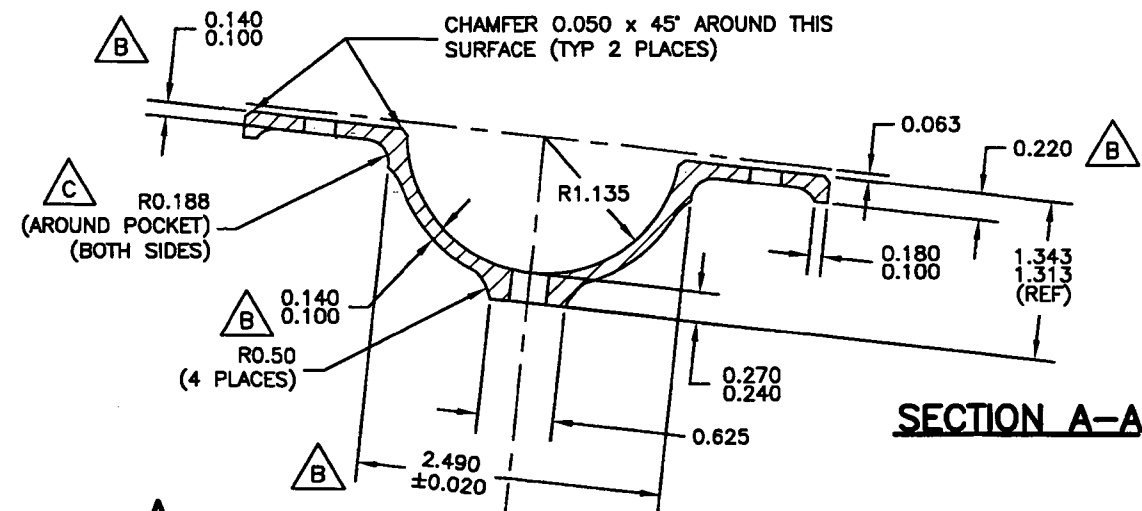 0.140
0.100
B
CHAMFER 0.050 x 45° AROUND THIS
SURFACE (TYP 2 PLACES)
0.063
0.220
B
C
R0.188
(AROUND POCKET)
(BOTH SIDES)
R1.135
0.180
0.100
1.343
1.313
(REF)
B
0.140
0.100
R0.50
(4 PLACES)
0.270
0.240
SECTION A-A
0.625
B
2.490
±0.020